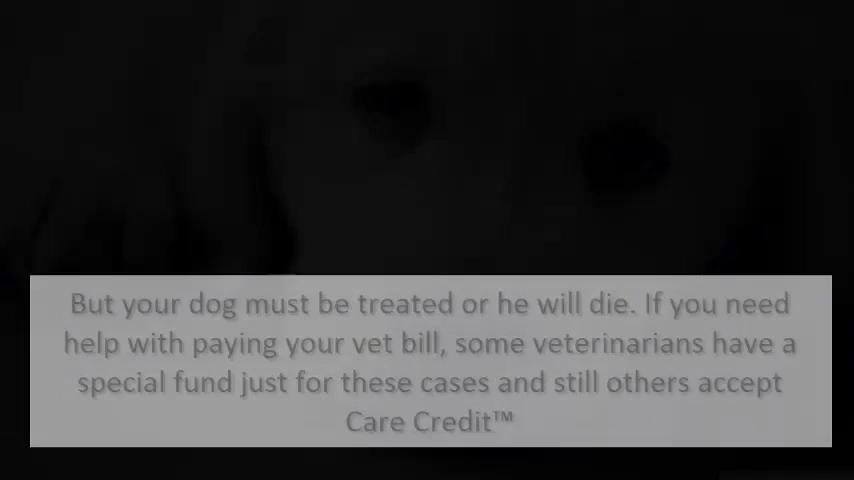 But your dog must be treated or he will die. If you need
help with paying your vet bill, some veterinarians have a
special fund just for these cases and still others accept
Care Credit™